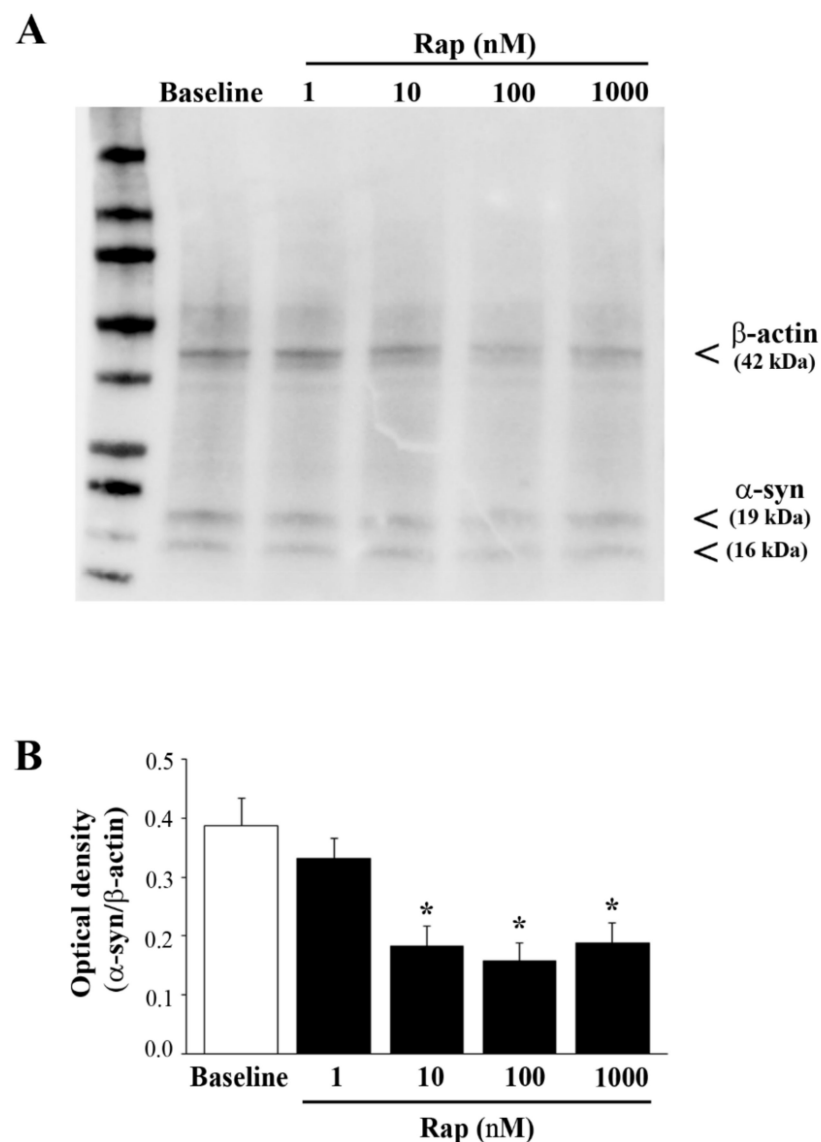 A
Rap (nM)
Baseline 1 10 100 1000
β-actin
< (42 kDa)
α-syn
< (19 kDa)
< (16 kDa)
B
Optical density
(α-syn/β-actin)
0.5
0.4
0.3
0.2
0.1
0.0
* * *
Baseline 1 10 100 1000
Rap (nM)